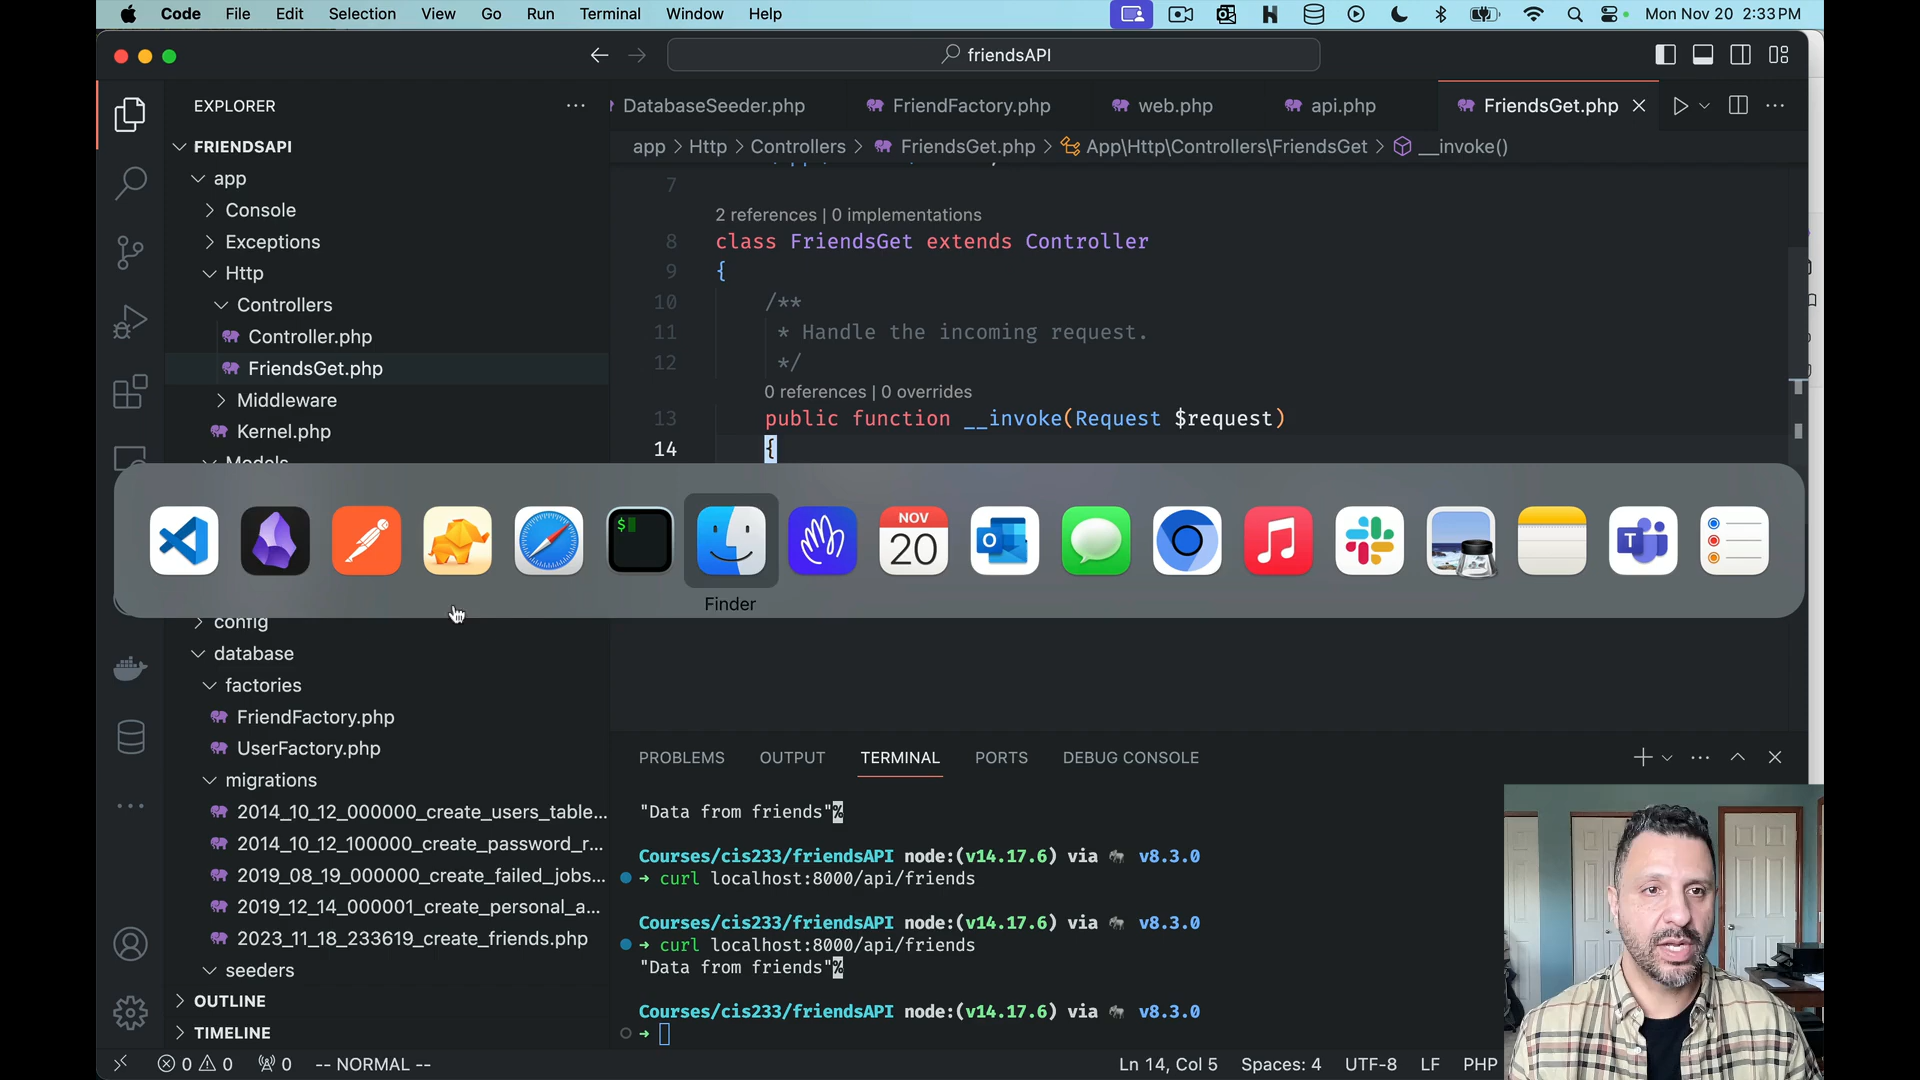 Code File Edit Selection View Go Run Terminal Window Help
Mon Nov 20 2:33 PM
friendsAPI
EXPLORER
DatabaseSeeder.php
FriendFactory.php
web.php
api.php
FriendsGet.php
app > Http > Controllers > FriendsGet.php > App\Http\Controllers\FriendsGet > __invoke()
FRIENDSAPI
app
Console
Exceptions
Http
Controllers
Controller.php
FriendsGet.php
Middleware
Kernel.php
Models
7
2 references | 0 implementations
8 class FriendsGet extends Controller
9 {
10 /**
11 * Handle the incoming request.
12 */
0 references | 0 overrides
13 public function __invoke(Request $request)
14 {
$
NOV
20
Finder
config
database
factories
FriendFactory.php
UserFactory.php
migrations
2014_10_12_000000_create_users_table...
2014_10_12_100000_create_password_r...
2019_08_19_000000_create_failed_jobs...
2019_12_14_000001_create_personal_a...
2023_11_18_233619_create_friends.php
seeders
OUTLINE
TIMELINE
PROBLEMS OUTPUT TERMINAL PORTS DEBUG CONSOLE
"Data from friends"%
Courses/cis233/friendsAPI node:(v14.17.6) via v8.3.0
→ curl localhost:8000/api/friends
Courses/cis233/friendsAPI node:(v14.17.6) via v8.3.0
→ curl localhost:8000/api/friends
"Data from friends"%
Courses/cis233/friendsAPI node:(v14.17.6) via v8.3.0
→
0 0 0 -- NORMAL --
Ln 14, Col 5 Spaces: 4 UTF-8 LF PHP